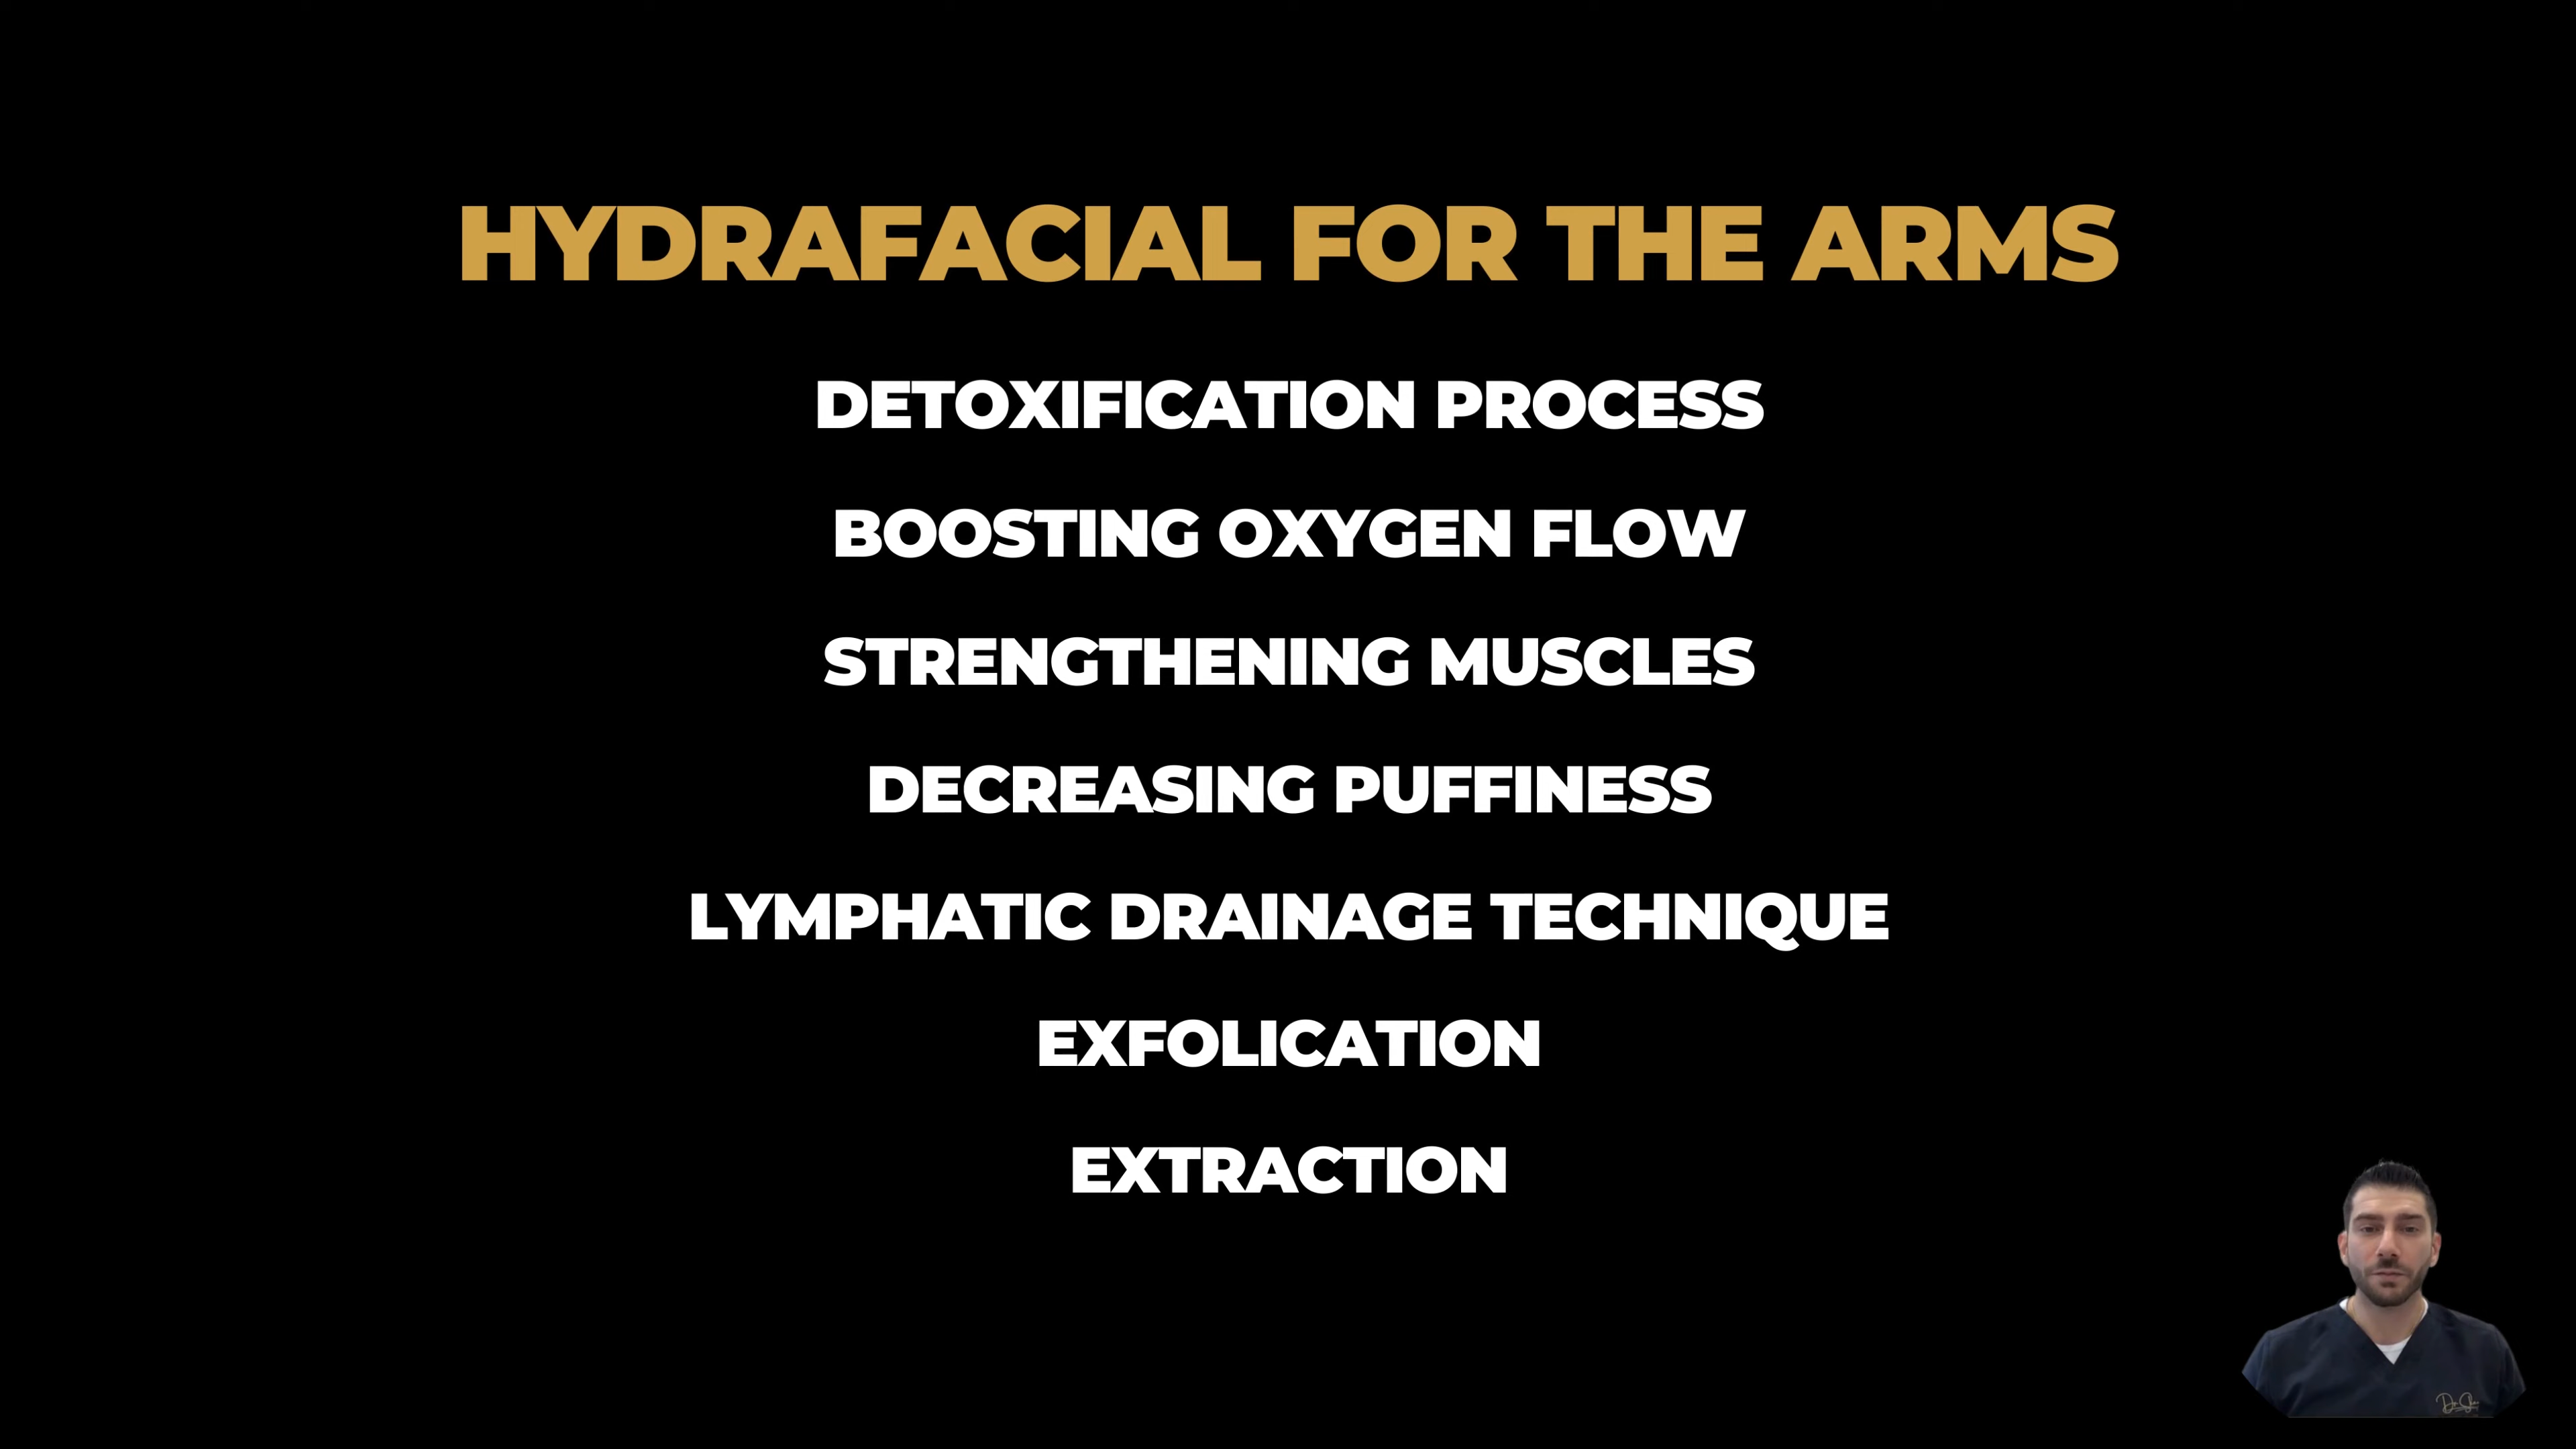 HYDRAFACIAL FOR THE ARMS
DETOXIFICATION PROCESS
BOOSTING OXYGEN FLOW
STRENGTHENING MUSCLES
DECREASING PUFFINESS
LYMPHATIC DRAINAGE TECHNIQUE
EXFOLICATION
EXTRACTION